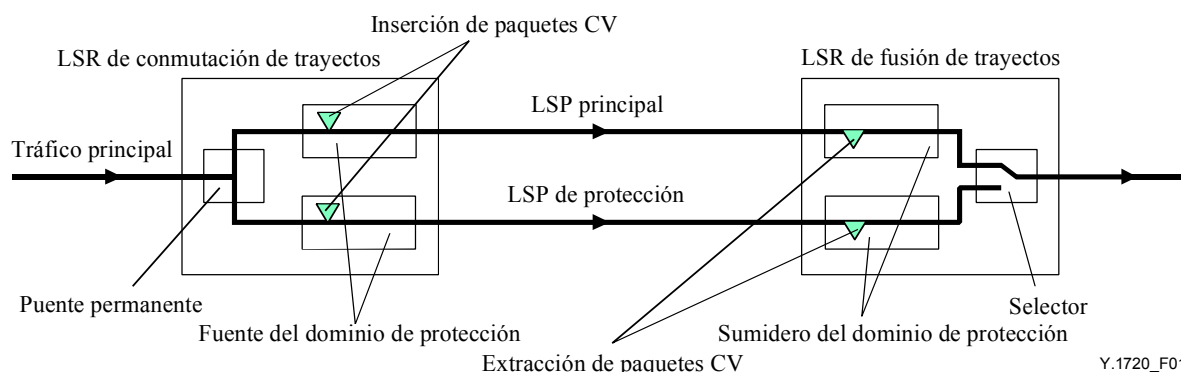 Inserción de paquetes CV
LSR de conmutación de trayectos
LSR de fusión de trayectos
LSP principal
Tráfico principal
LSP de protección
Puente permanente
Selector
Fuente del dominio de protección
Sumidero del dominio de protección
Extracción de paquetes CV
Y.1720_F01